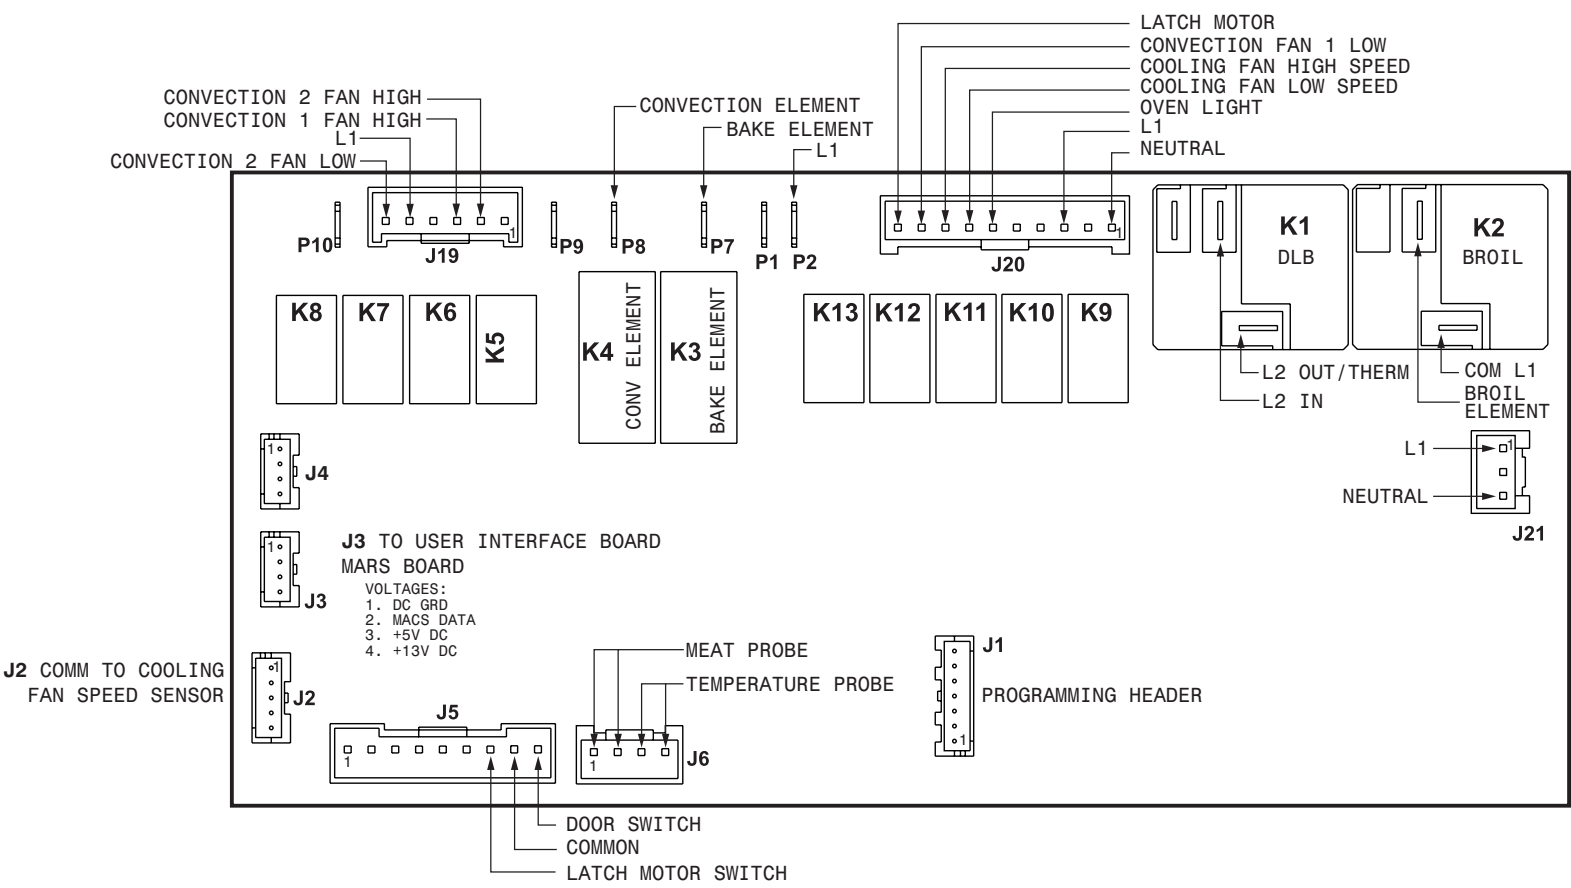 LATCH MOTOR
CONVECTION FAN 1 LOW
COOLING FAN HIGH SPEED
COOLING FAN LOW SPEED
OVEN LIGHT
L1
NEUTRAL
CONVECTION 2 FAN HIGH
CONVECTION 1 FAN HIGH
L1
CONVECTION 2 FAN LOW
CONVECTION ELEMENT
BAKE ELEMENT
L1
P10
1
J19
P9
P8
P7
P1
P2
1
J20
K1
DLB
K2
BROIL
K8
K7
K6
K5
K4
CONV ELEMENT
K3
BAKE ELEMENT
K13
K12
K11
K10
K9
L2 OUT/THERM
L2 IN
COM L1
BROIL
ELEMENT
L1
1
NEUTRAL
J21
1
J4
1
J3
J3 TO USER INTERFACE BOARD
MARS BOARD
VOLTAGES:
1. DC GRD
2. MACS DATA
3. +5V DC
4. +13V DC
J2 COMM TO COOLING
FAN SPEED SENSOR
1
J2
J5
1
MEAT PROBE
TEMPERATURE PROBE
1
J6
J1
PROGRAMMING HEADER
1
DOOR SWITCH
COMMON
LATCH MOTOR SWITCH